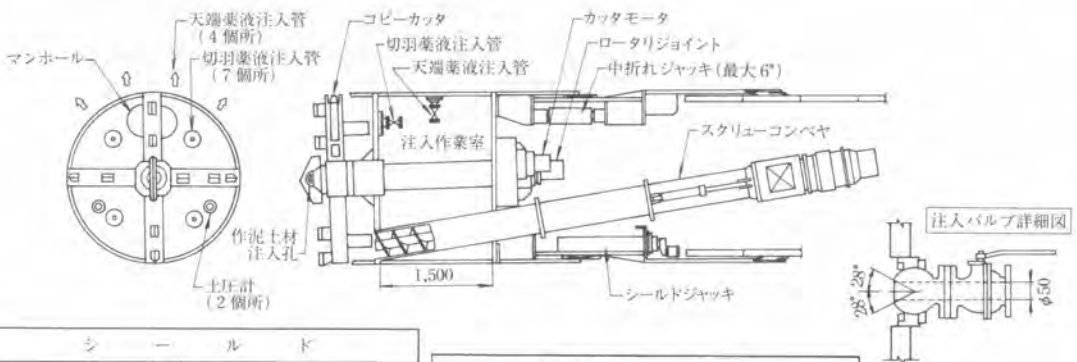 天端薬液注入管
(4個所)
マンホール
切羽薬液注入管
(7個所)
コピーカッタ
切羽薬液注入管
天端薬液注入管
カッタモータ
ロータリジョイント
中折れジャッキ(最大6°)
スクリューコンベヤ
注入作業室
作泥土材
注入孔
土圧計
(2個所)
1,500
シールドジャッキ
注入バルブ詳細図
28°
28°
φ50
シールド